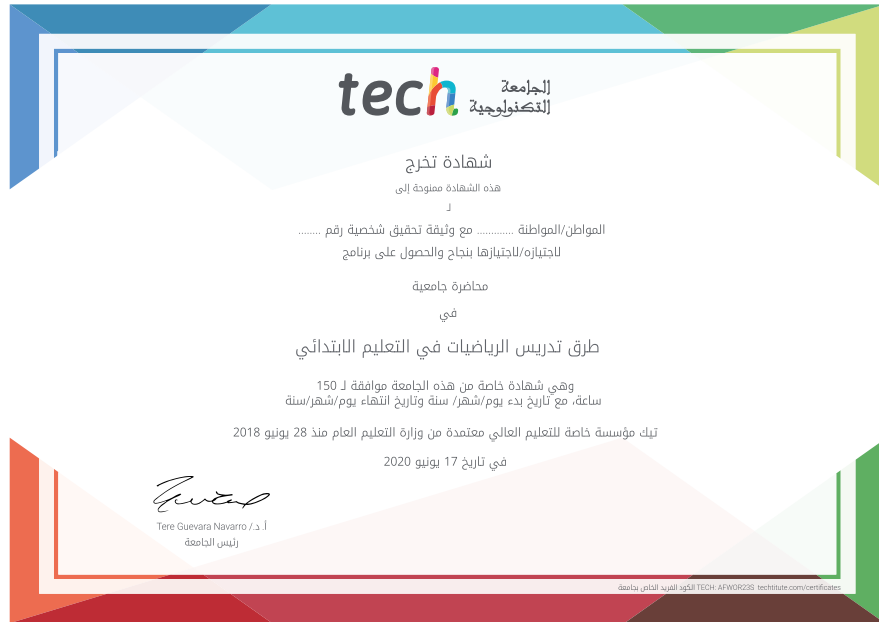 tech الجامعة
التكنولوجية
شهادة تخرج
هذه الشهادة ممنوحة إلى
لـ
المواطن/المواطنة ............. مع وثيقة تحقيق شخصية رقم ........
لاجتيازه/لاجتيازها بنجاح والحصول على برنامج
محاضرة جامعية
في
طرق تدريس الرياضيات في التعليم الابتدائي
وهي شهادة خاصة من هذه الجامعة موافقة لـ 150
ساعة، مع تاريخ بدء يوم/شهر/ سنة وتاريخ انتهاء يوم/شهر/سنة
تيك مؤسسة خاصة للتعليم العالي معتمدة من وزارة التعليم العام منذ 28 يونيو 2018
في تاريخ 17 يونيو 2020
أ. د./ Tere Guevara Navarro
رئيس الجامعة
الكود الفريد الخاص بجامعة TECH: AFWOR23S techtitute.com/certificates